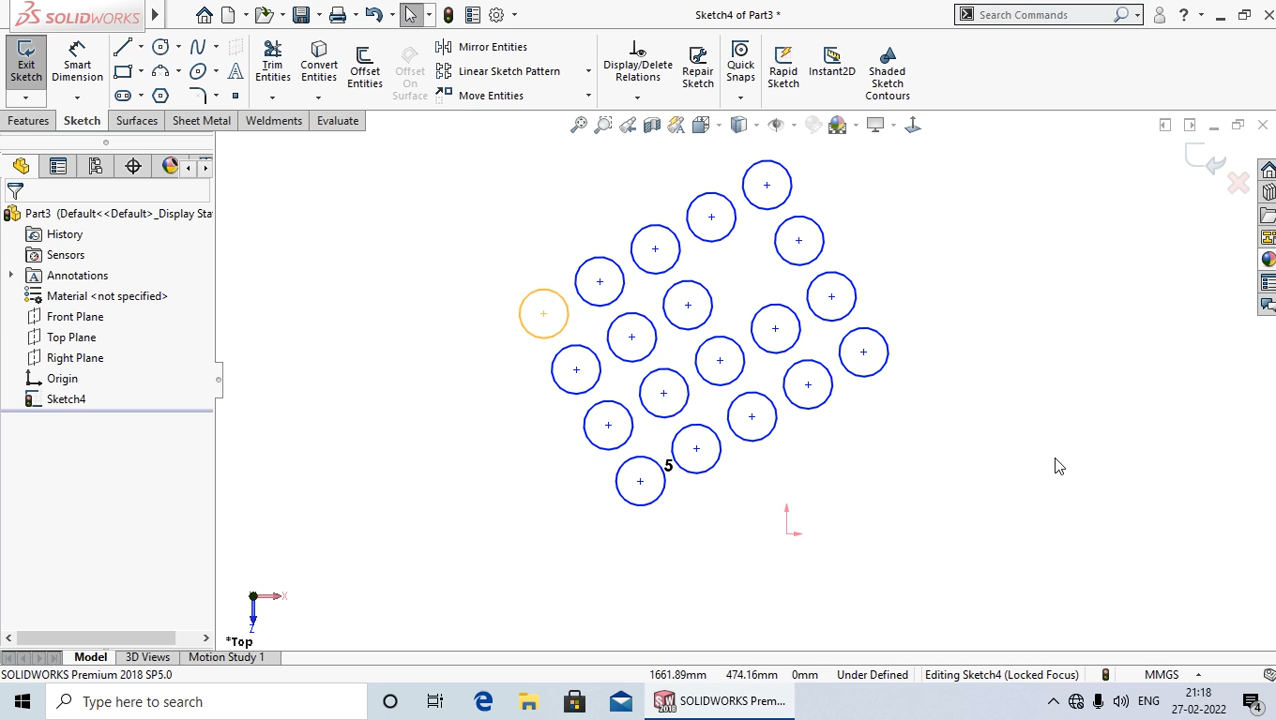 SOLIDWORKS
Sketch4 of Part3 *
Search Commands
?
Exit Sketch
Smart Dimension
Trim Entities
Convert Entities
Offset Entities
Offset On Surface
Mirror Entities
Linear Sketch Pattern
Move Entities
Display/Delete Relations
Repair Sketch
Quick Snaps
Rapid Sketch
Instant2D
Shaded Sketch Contours
Features
Sketch
Surfaces
Sheet Metal
Weldments
Evaluate
Part3 (Default<<Default>_Display Sta
History
Sensors
Annotations
Material <not specified>
Front Plane
Top Plane
Right Plane
Origin
Sketch4
5
X
Z
*Top
Model
3D Views
Motion Study 1
SOLIDWORKS Premium 2018 SP5.0
1661.89mm
474.16mm
0mm
Under Defined
Editing Sketch4 (Locked Focus)
MMGS
Type here to search
SOLIDWORKS Prem...
ENG
21:18
27-02-2022
4